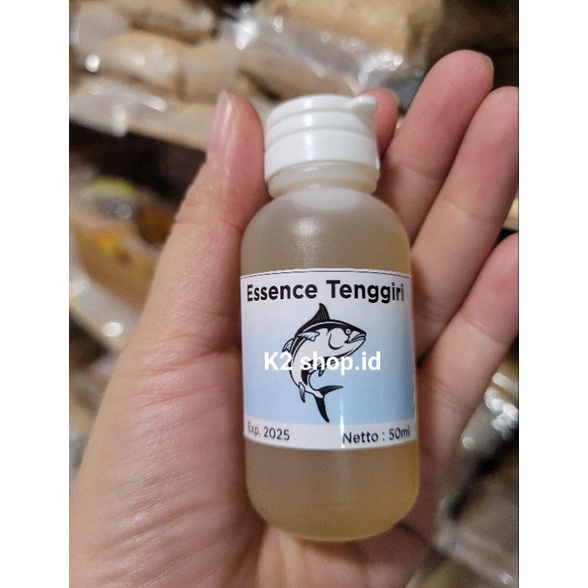 Essence Tenggiri
K2 shop.id
Exp. 2025
Netto : 50ml